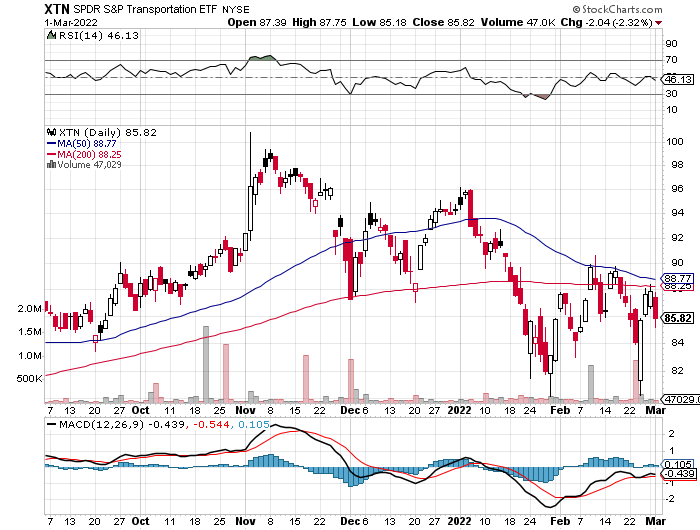 XTN SPDR S&P Transportation ETF NYSE © StockCharts.com
1-Mar-2022 Open 87.39 High 87.75 Low 85.18 Close 85.82 Volume 47.0K Chg -2.04 (-2.32%)
RSI(14) 46.13
90
70
50
46.13
30
10
XTN (Daily) 85.82
MA(50) 88.77
MA(200) 88.25
Volume 47,029
100
98
96
94
92
90
88.77
88.25
85.82
84
82
2.0M
1.5M
1.0M
500K
47029.0
7 13 20 27 Oct 11 18 25 Nov 8 15 22 Dec 6 13 20 27 2022 10 18 24 Feb 7 14 22 Mar
MACD(12,26,9) -0.439, -0.544, 0.105
2
1
0.105
-0.439
-1
-2
7 13 20 27 Oct 11 18 25 Nov 8 15 22 Dec 6 13 20 27 2022 10 18 24 Feb 7 14 22 Mar